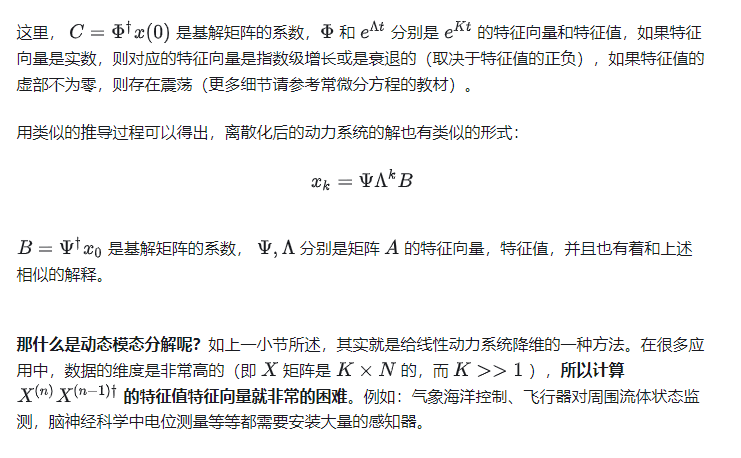 这里， C = Φ†x(0) 是基解矩阵的系数，Φ 和 e^{Λt} 分别是 e^{Kt} 的特征向量和特征值，如果特征
向量是实数，则对应的特征向量是指数级增长或是衰退的（取决于特征值的正负），如果特征值的
虚部不为零，则存在震荡（更多细节请参考常微分方程的教材）。
用类似的推导过程可以得出，离散化后的动力系统的解也有类似的形式：
x_k = ΨΛ^k B
B = Ψ†x_0 是基解矩阵的系数， Ψ, Λ 分别是矩阵 A 的特征向量，特征值，并且也有着和上述
相似的解释。
那什么是动态模态分解呢？如上一小节所述，其实就是给线性动力系统降维的一种方法。在很多应
用中，数据的维度是非常高的（即 X 矩阵是 K × N 的，而 K >> 1 ），所以计算
X^{(n)} X^{(n−1)†} 的特征值特征向量就非常的困难。例如：气象海洋控制、飞行器对周围流体状态监
测，脑神经科学中电位测量等等都需要安装大量的感知器。